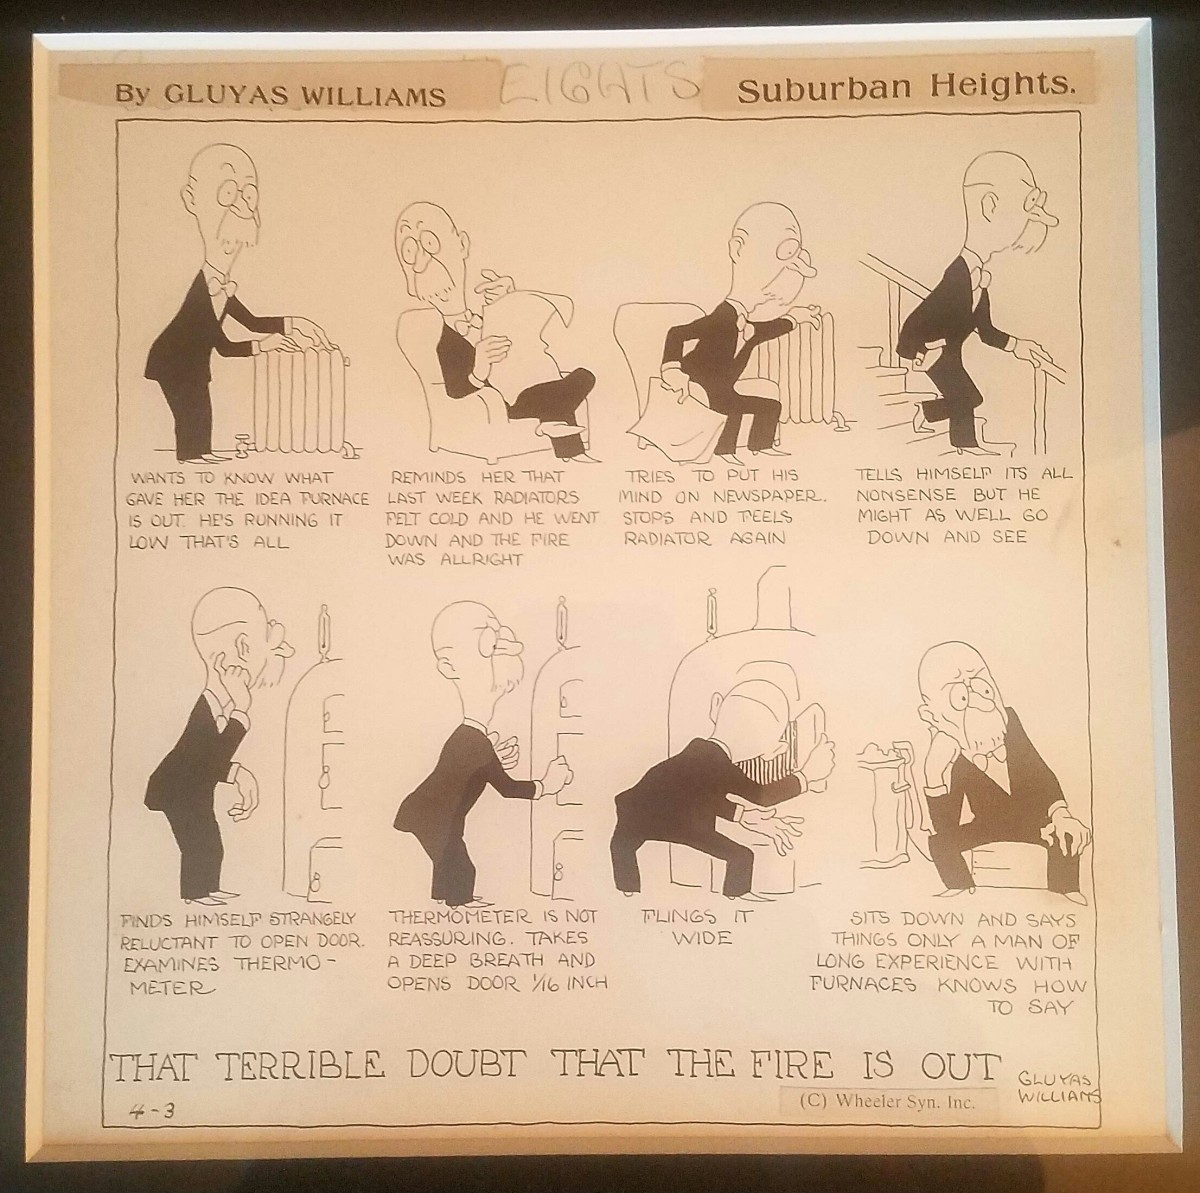 By GLUYAS WILLIAMS
EIGHTS
Suburban Heights.
WANTS TO KNOW WHAT
GAVE HER THE IDEA FURNACE
IS OUT. HE'S RUNNING IT
LOW THAT'S ALL
REMINDS HER THAT
LAST WEEK RADIATORS
FELT COLD AND HE WENT
DOWN AND THE FIRE
WAS ALLRIGHT
TRIES TO PUT HIS
MIND ON NEWSPAPER.
STOPS AND FEELS
RADIATOR AGAIN
TELLS HIMSELF ITS ALL
NONSENSE BUT HE
MIGHT AS WELL GO
DOWN AND SEE
FINDS HIMSELF STRANGELY
RELUCTANT TO OPEN DOOR.
EXAMINES THERMO-
METER
THERMOMETER IS NOT
REASSURING. TAKES
A DEEP BREATH AND
OPENS DOOR 1/16 INCH
FLINGS IT
WIDE
SITS DOWN AND SAYS
THINGS ONLY A MAN OF
LONG EXPERIENCE WITH
FURNACES KNOWS HOW
TO SAY
THAT TERRIBLE DOUBT THAT THE FIRE IS OUT
GLUYAS
WILLIAMS
4-3
(C) Wheeler Syn. Inc.